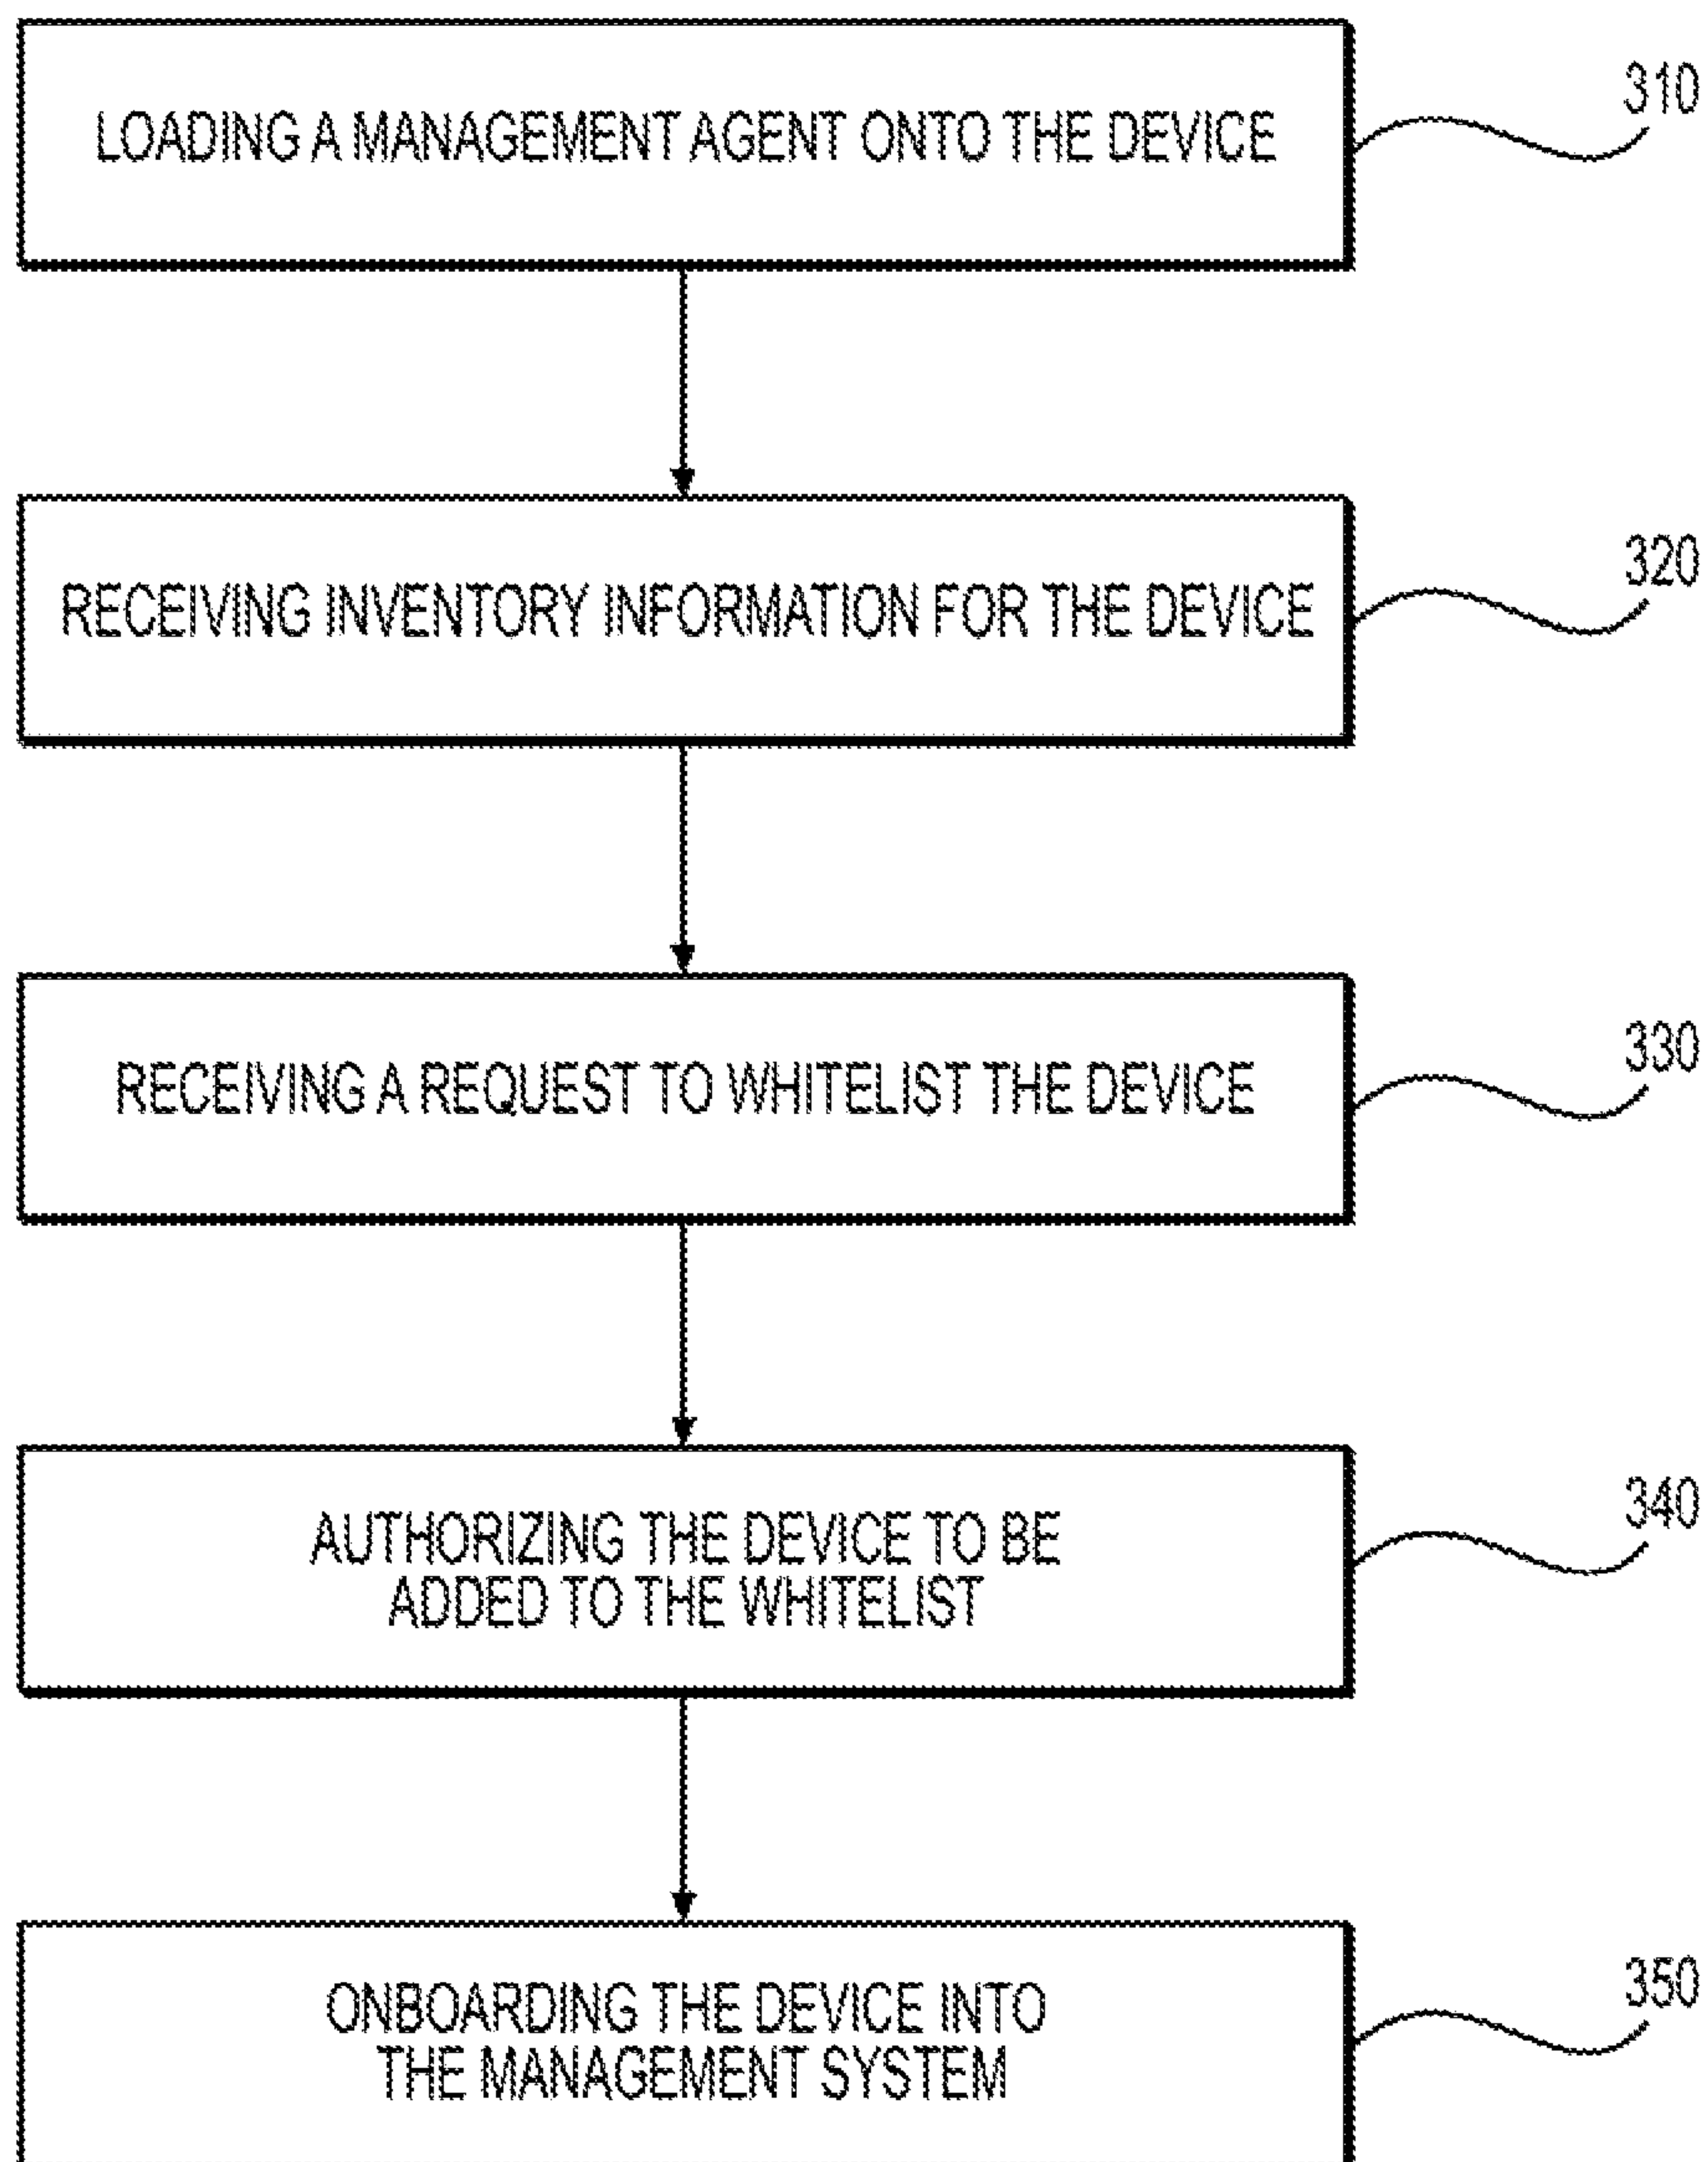 LOADING A MANAGEMENT AGENT ONTO THE DEVICE
310
RECEIVING INVENTORY INFORMATION FOR THE DEVICE
320
RECEIVING A REQUEST TO WHITELIST THE DEVICE
330
AUTHORIZING THE DEVICE TO BE
ADDED TO THE WHITELIST
340
ONBOARDING THE DEVICE INTO
THE MANAGEMENT SYSTEM
350